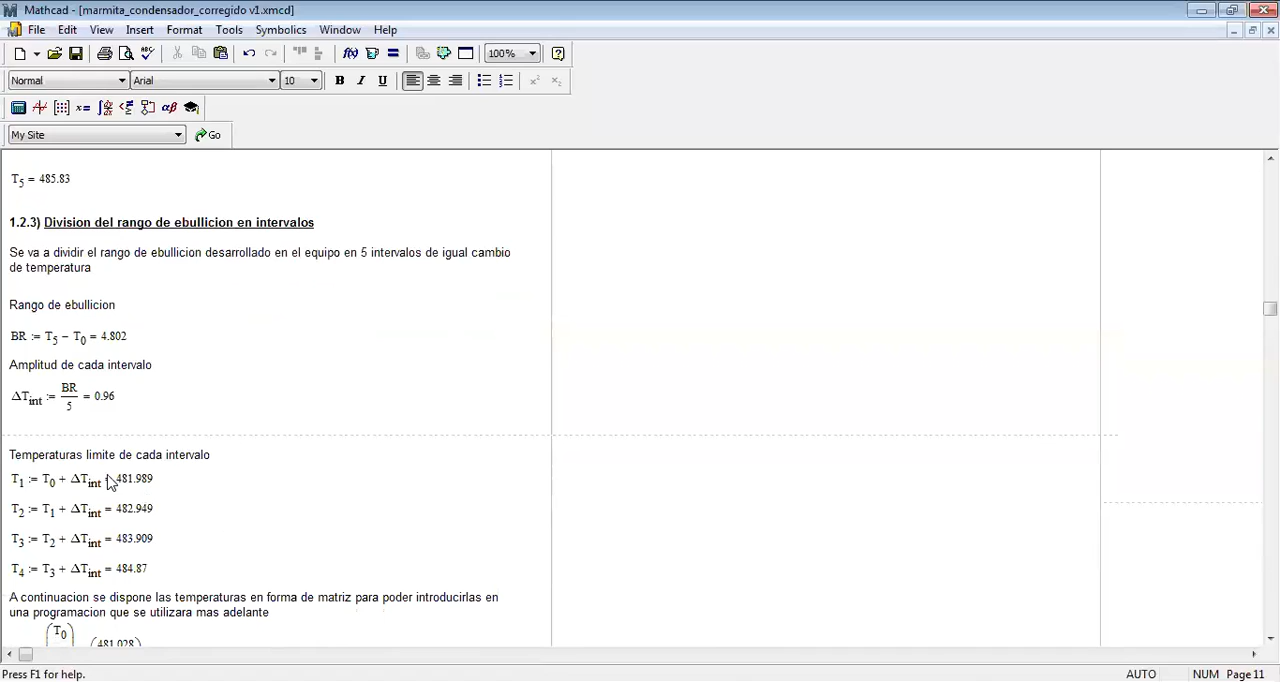 Mathcad - [marmita_condensador_corregido v1.xmcd]
File Edit View Insert Format Tools Symbolics Window Help
100%
Normal Arial 10 B I U
My Site Go
T5 = 485.83
1.2.3) Division del rango de ebullicion en intervalos
Se va a dividir el rango de ebullicion desarrollado en el equipo en 5 intervalos de igual cambio
de temperatura
Rango de ebullicion
BR := T5 − T0 = 4.802
Amplitud de cada intervalo
ΔTint := BR/5 = 0.96
Temperaturas limite de cada intervalo
T1 := T0 + ΔTint = 481.989
T2 := T1 + ΔTint = 482.949
T3 := T2 + ΔTint = 483.909
T4 := T3 + ΔTint = 484.87
A continuacion se dispone las temperaturas en forma de matriz para poder introducirlas en
una programacion que se utilizara mas adelante
T0 481.028
Press F1 for help. AUTO NUM Page 11